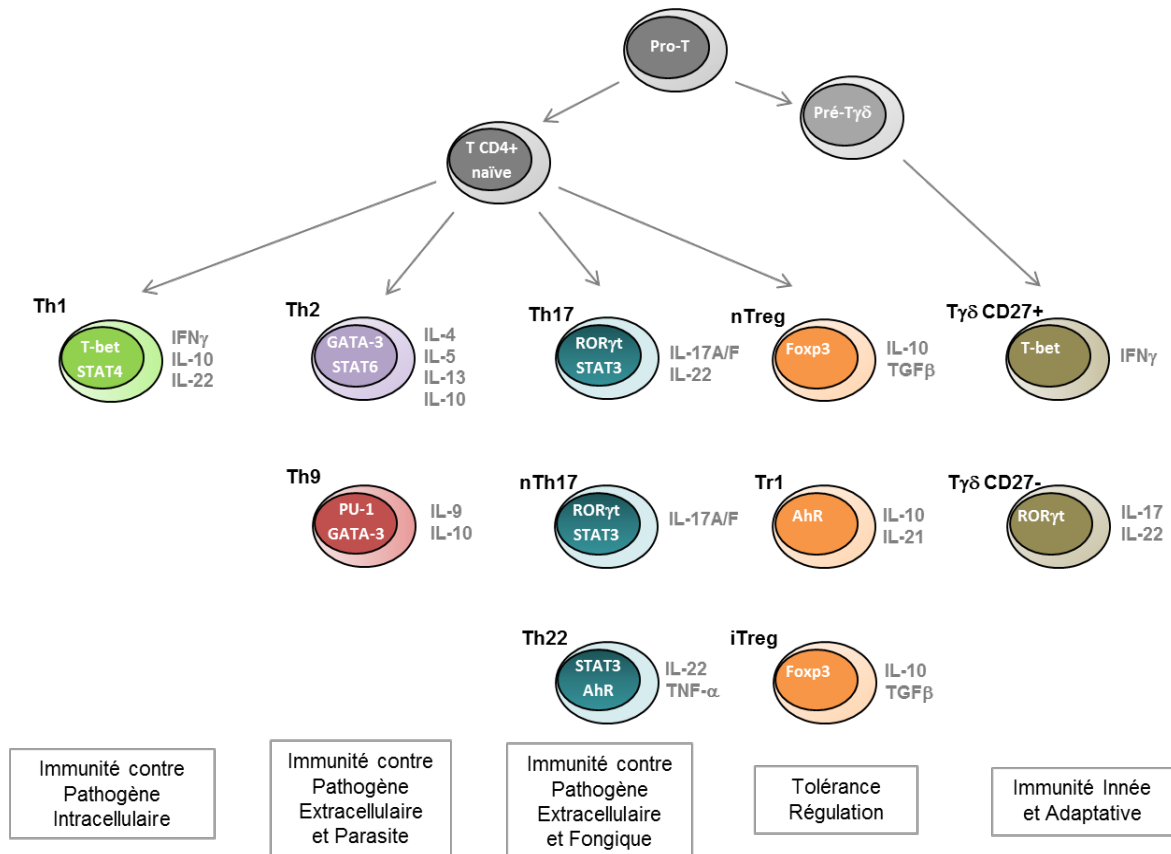 Pro-T
Pré-Tγδ
T CD4+
naïve
Th1
T-bet
STAT4
IFNγ
IL-10
IL-22
Th2
GATA-3
STAT6
IL-4
IL-5
IL-13
IL-10
Th17
RORγt
STAT3
IL-17A/F
IL-22
nTreg
Foxp3
IL-10
TGFβ
Tγδ CD27+
T-bet
IFNγ
Th9
PU-1
GATA-3
IL-9
IL-10
nTh17
RORγt
STAT3
IL-17A/F
Tr1
AhR
IL-10
IL-21
Tγδ CD27-
RORγt
IL-17
IL-22
Th22
STAT3
AhR
IL-22
TNF-α
iTreg
Foxp3
IL-10
TGFβ
Immunité contre
Pathogène
Intracellulaire
Immunité contre
Pathogène
Extracellulaire
et Parasite
Immunité contre
Pathogène
Extracellulaire
et Fongique
Tolérance
Régulation
Immunité Innée
et Adaptative